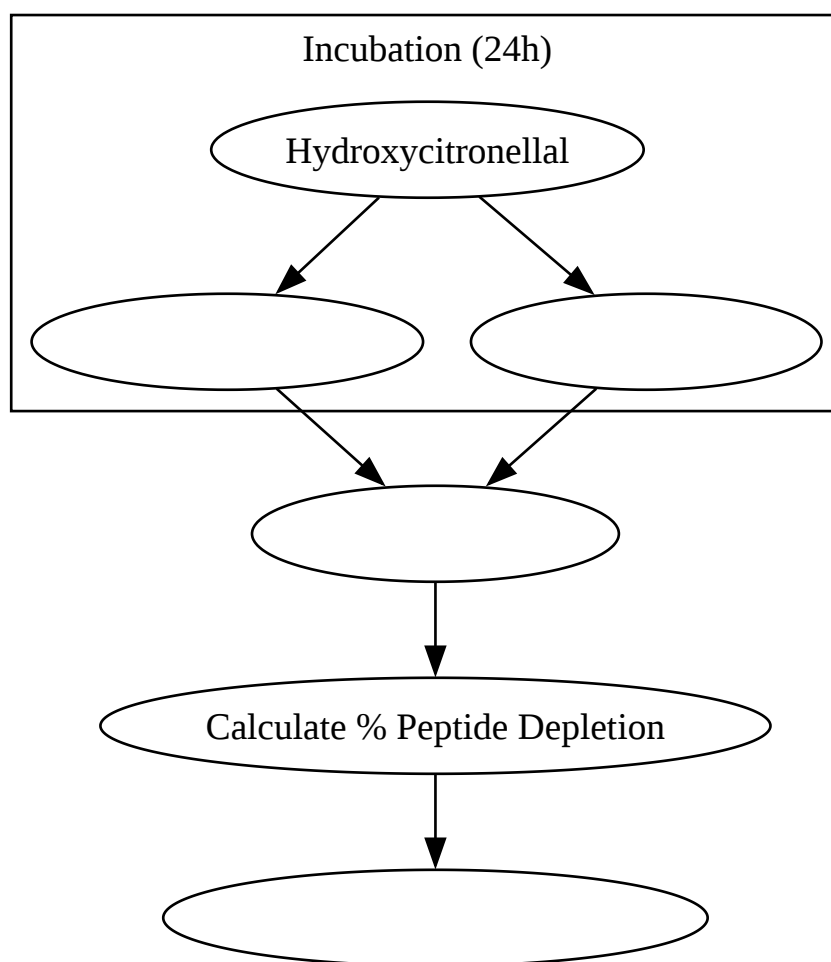 Incubation (24h)
Hydroxycitronellal
Calculate % Peptide Depletion